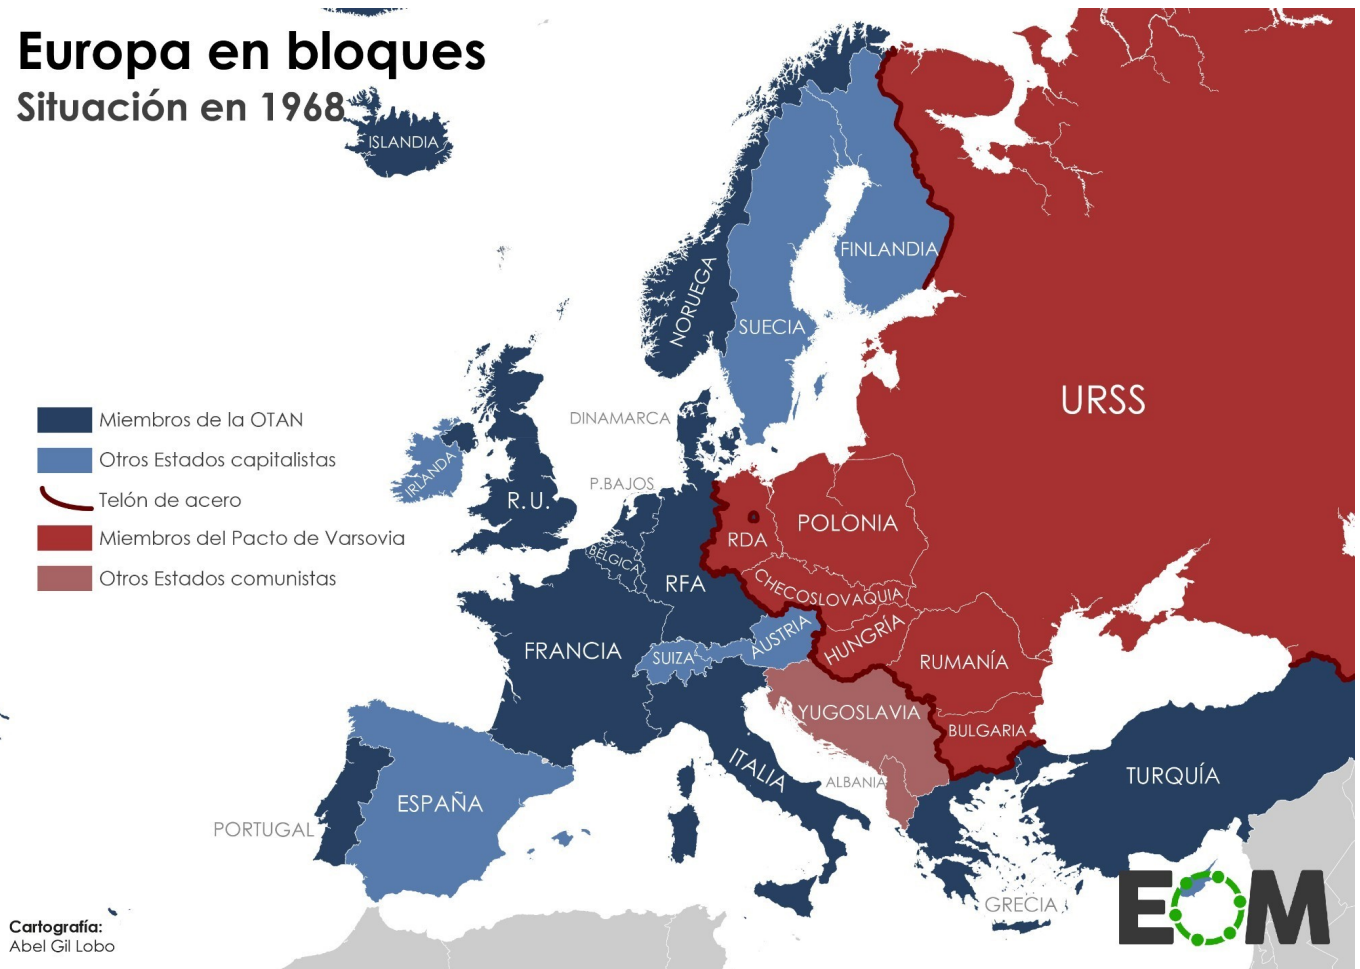 Europa en bloques
Situación en 1968
ISLANDIA
NORUEGA
SUECIA
FINLANDIA
URSS
DINAMARCA
P.BAJOS
IRLANDA
R.U.
BÉLGICA
RFA
RDA
POLONIA
CHECOSLOVAQUIA
FRANCIA
SUIZA
AUSTRIA
HUNGRÍA
RUMANÍA
YUGOSLAVIA
BULGARIA
ITALIA
ALBANIA
TURQUÍA
ESPAÑA
PORTUGAL
GRECIA
Miembros de la OTAN
Otros Estados capitalistas
Telón de acero
Miembros del Pacto de Varsovia
Otros Estados comunistas
Cartografía:
Abel Gil Lobo
EOM